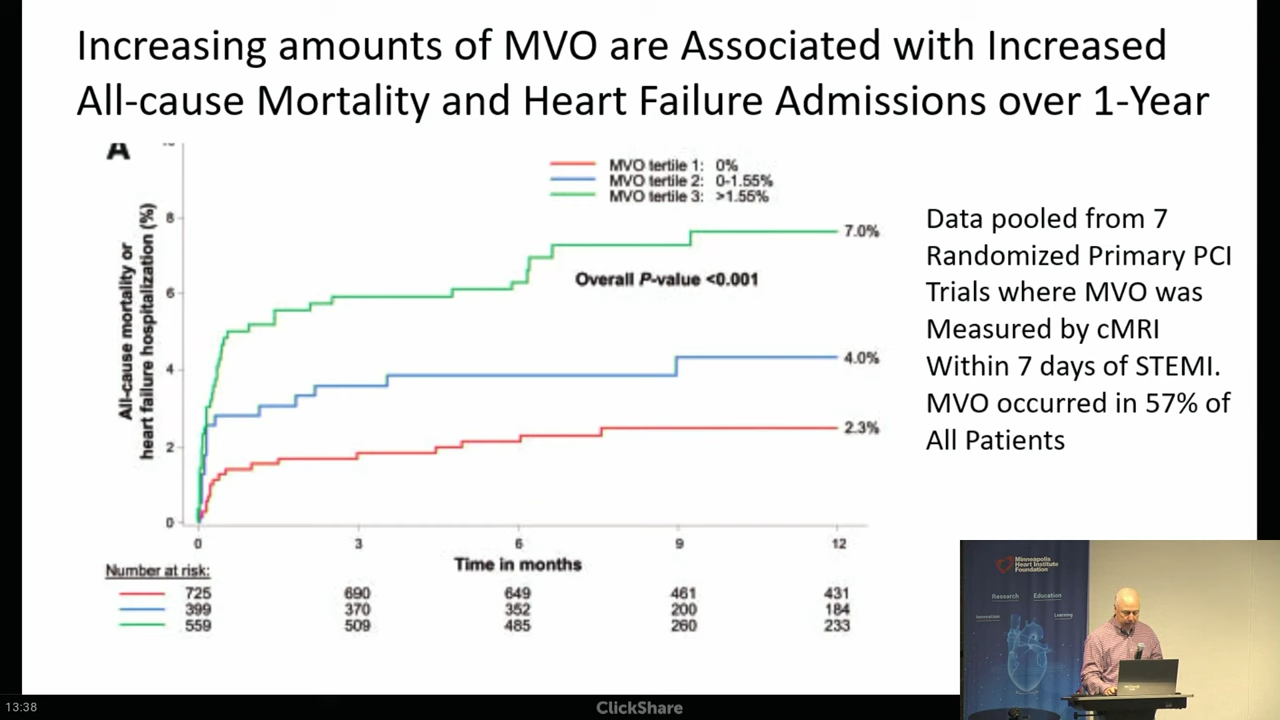 Increasing amounts of MVO are Associated with Increased
All-cause Mortality and Heart Failure Admissions over 1-Year
A
MVO tertile 1: 0%
MVO tertile 2: 0-1.55%
MVO tertile 3: >1.55%
8
6
4
2
0
All-cause mortality or
heart failure hospitalization (%)
7.0%
Overall P-value <0.001
4.0%
2.3%
0 3 6 9 12
Time in months
Number at risk:
725 690 649 461 431
399 370 352 200 184
559 509 485 260 233
Data pooled from 7
Randomized Primary PCI
Trials where MVO was
Measured by cMRI
Within 7 days of STEMI.
MVO occurred in 57% of
All Patients
Minneapolis
Heart Institute
Foundation
Research Education
Innovation Learning
13:38
ClickShare